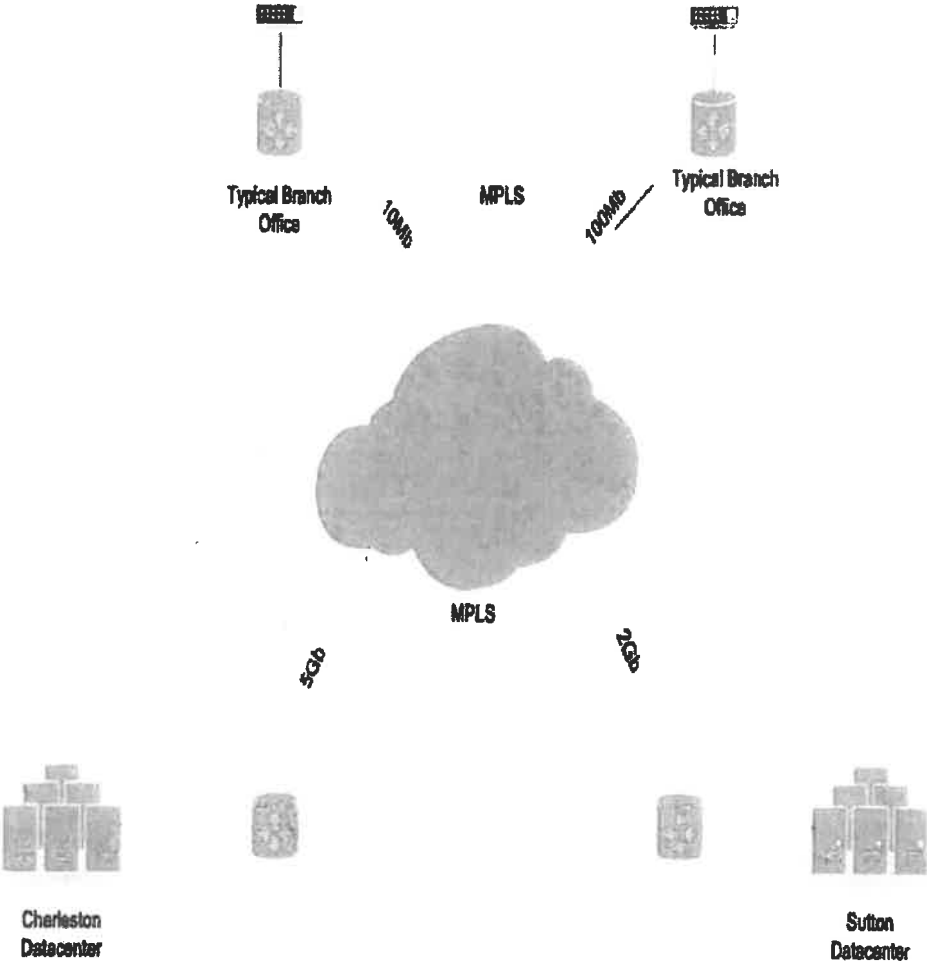 Typical Branch
Office
MPLS
Typical Branch
Office
10Mb
100Mb
MPLS
5Gb
2Gb
Charleston
Datacenter
Sutton
Datacenter